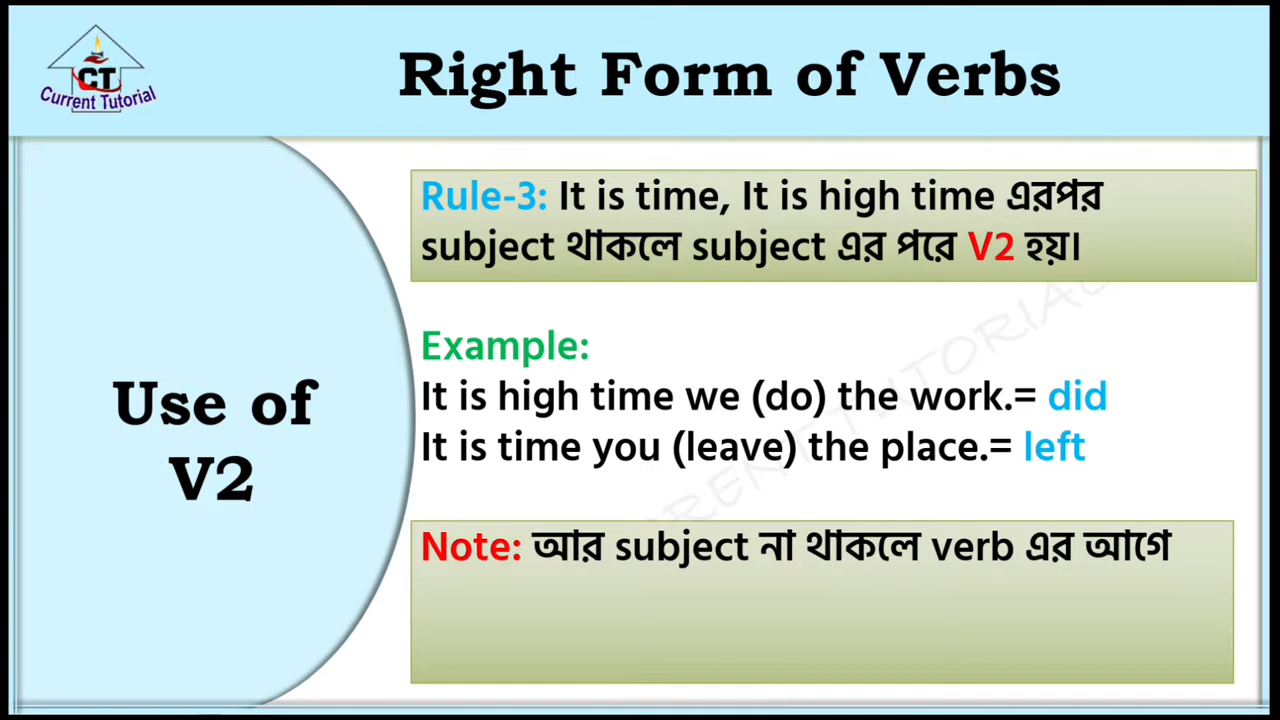 CT
Current Tutorial
Right Form of Verbs
Use of
V2
Rule-3: It is time, It is high time এরপর
subject থাকলে subject এর পরে V2 হয়।
Example:
It is high time we (do) the work.= did
It is time you (leave) the place.= left
Note: আর subject না থাকলে verb এর আগে